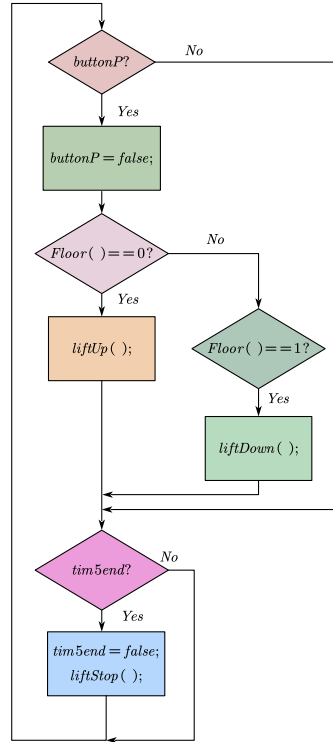 buttonP?
No
Yes
buttonP = false;
Floor( )==0?
No
Yes
liftUp( );
Floor( )==1?
Yes
liftDown( );
tim5end?
No
Yes
tim5end = false;
liftStop( );